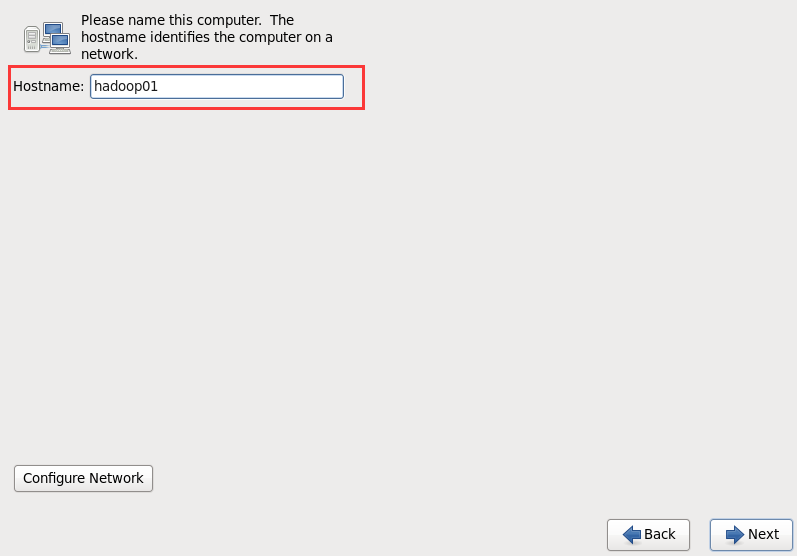 Please name this computer.  The
hostname identifies the computer on a
network.
Hostname: hadoop01
Configure Network
Back Next